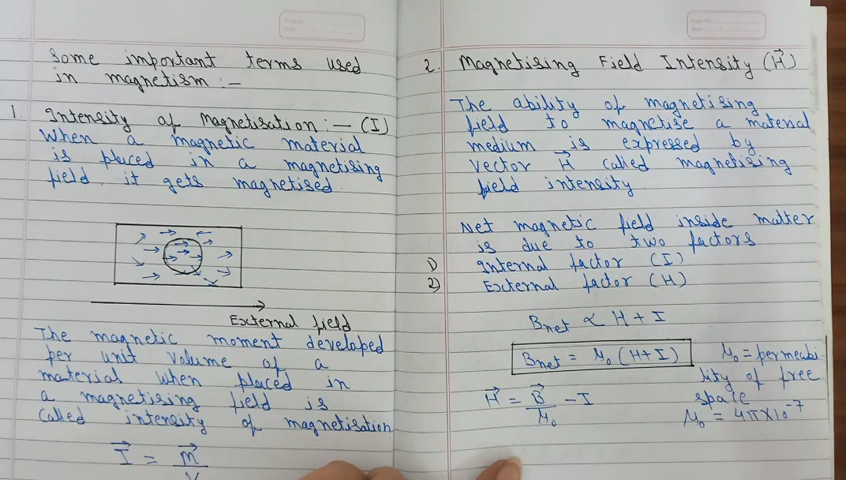 Some important terms used
in magnetism :-
1. Intensity of Magnetisation :- (I)
When a magnetic material
is placed in a magnetising
field, it gets magnetised.
External field
The magnetic moment developed
per unit volume of a
material when placed in
a magnetising field is
called intensity of magnetisation
I⃗ = m⃗/V
2. Magnetising Field Intensity (H⃗)
The ability of magnetising
field to magnetise a material
medium is expressed by
vector H⃗ called magnetising
field intensity
Net magnetic field inside matter
is due to two factors
1) Internal factor (I)
2) External factor (H)
Bnet ∝ H + I
Bnet = μ₀ (H+I)
μ₀ = permeabi
lity of free
space
μ₀ = 4π×10⁻⁷
H⃗ = B⃗/μ₀ - I